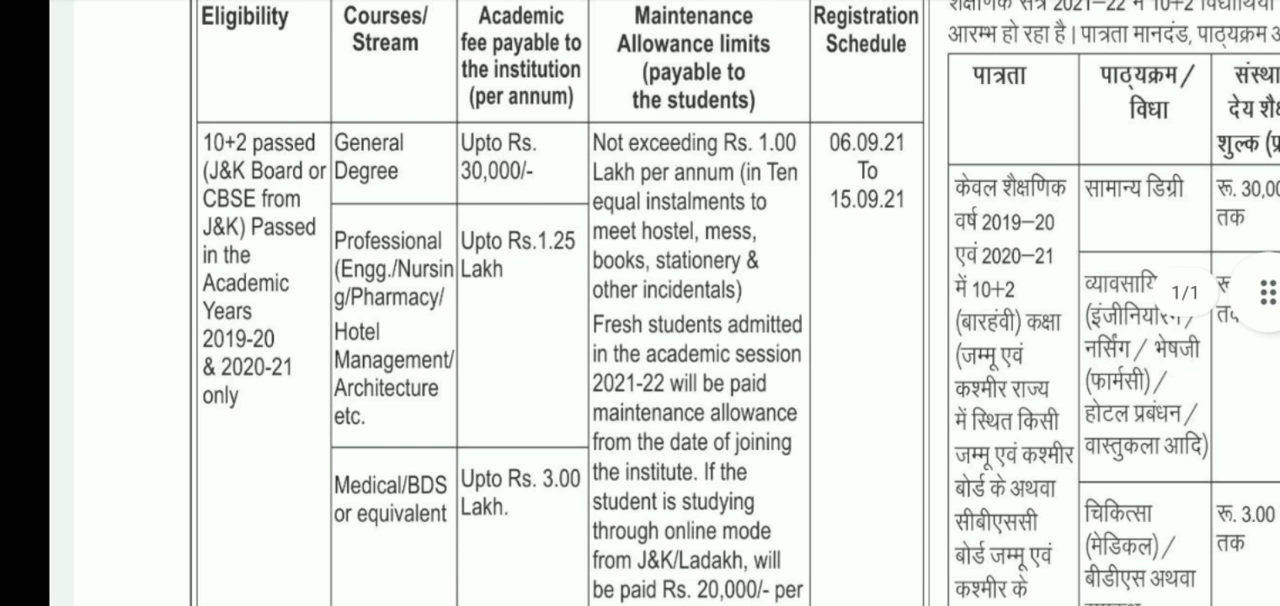 Eligibility
Courses/
Stream
Academic
fee payable to
the institution
(per annum)
Maintenance
Allowance limits
(payable to
the students)
Registration
Schedule
10+2 passed
(J&K Board or
CBSE from
J&K) Passed
in the
Academic
Years
2019-20
& 2020-21
only
General
Degree
Upto Rs.
30,000/-
Professional
(Engg./Nursin
g/Pharmacy/
Hotel
Management/
Architecture
etc.
Upto Rs.1.25
Lakh
Medical/BDS
or equivalent
Upto Rs. 3.00
Lakh.
Not exceeding Rs. 1.00
Lakh per annum (in Ten
equal instalments to
meet hostel, mess,
books, stationery &
other incidentals)
Fresh students admitted
in the academic session
2021-22 will be paid
maintenance allowance
from the date of joining
the institute. If the
student is studying
through online mode
from J&K/Ladakh, will
be paid Rs. 20,000/- per
06.09.21
To
15.09.21
शैक्षणिक सत्र 2021–22 में 10+2 विद्यार्थियों
आरम्भ हो रहा है। पात्रता मानदंड, पाठ्यक्रम
पात्रता
पाठ्यक्रम /
विधा
देय
शुल्क
केवल शैक्षणिक
वर्ष 2019–20
एवं 2020–21
में 10+2
(बारहंवी) कक्षा
(जम्मू एवं
कश्मीर राज्य
में स्थित किसी
जम्मू एवं कश्मीर
बोर्ड के अथवा
सीबीएससी
बोर्ड जम्मू एवं
कश्मीर के
सामान्य डिग्री
रू. 30,00
तक
नर्सिंग / भेषजी
(फार्मसी) /
होटल प्रबंधन /
वास्तुकला आदि)
चिकित्सा
(मेडिकल) /
बीडीएस अथवा
रू. 3.00
तक
1/1